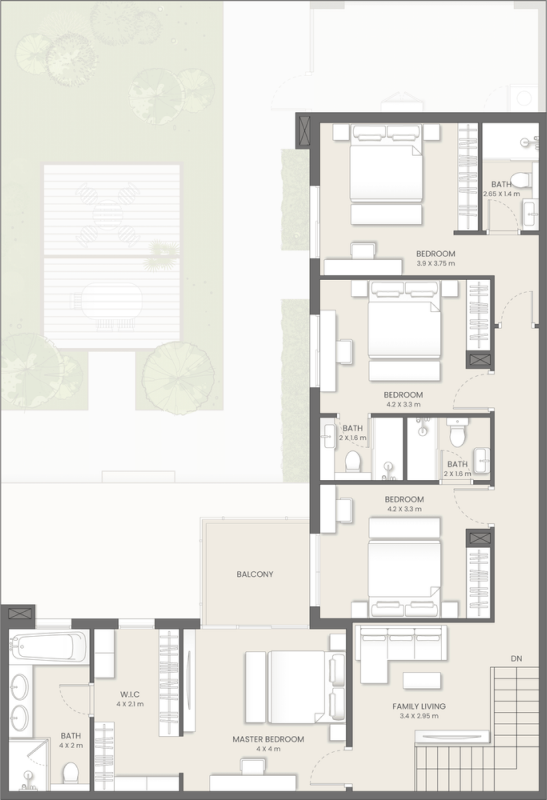 BATH
2.65 X 1.4 m
BEDROOM
3.9 X 3.75 m
BEDROOM
4.2 X 3.3 m
BATH
2 X 1.6 m
BATH
2 X 1.6 m
BEDROOM
4.2 X 3.3 m
BALCONY
DN
W.I.C
4 X 2.1 m
FAMILY LIVING
3.4 X 2.95 m
BATH
4 X 2 m
MASTER BEDROOM
4 X 4 m